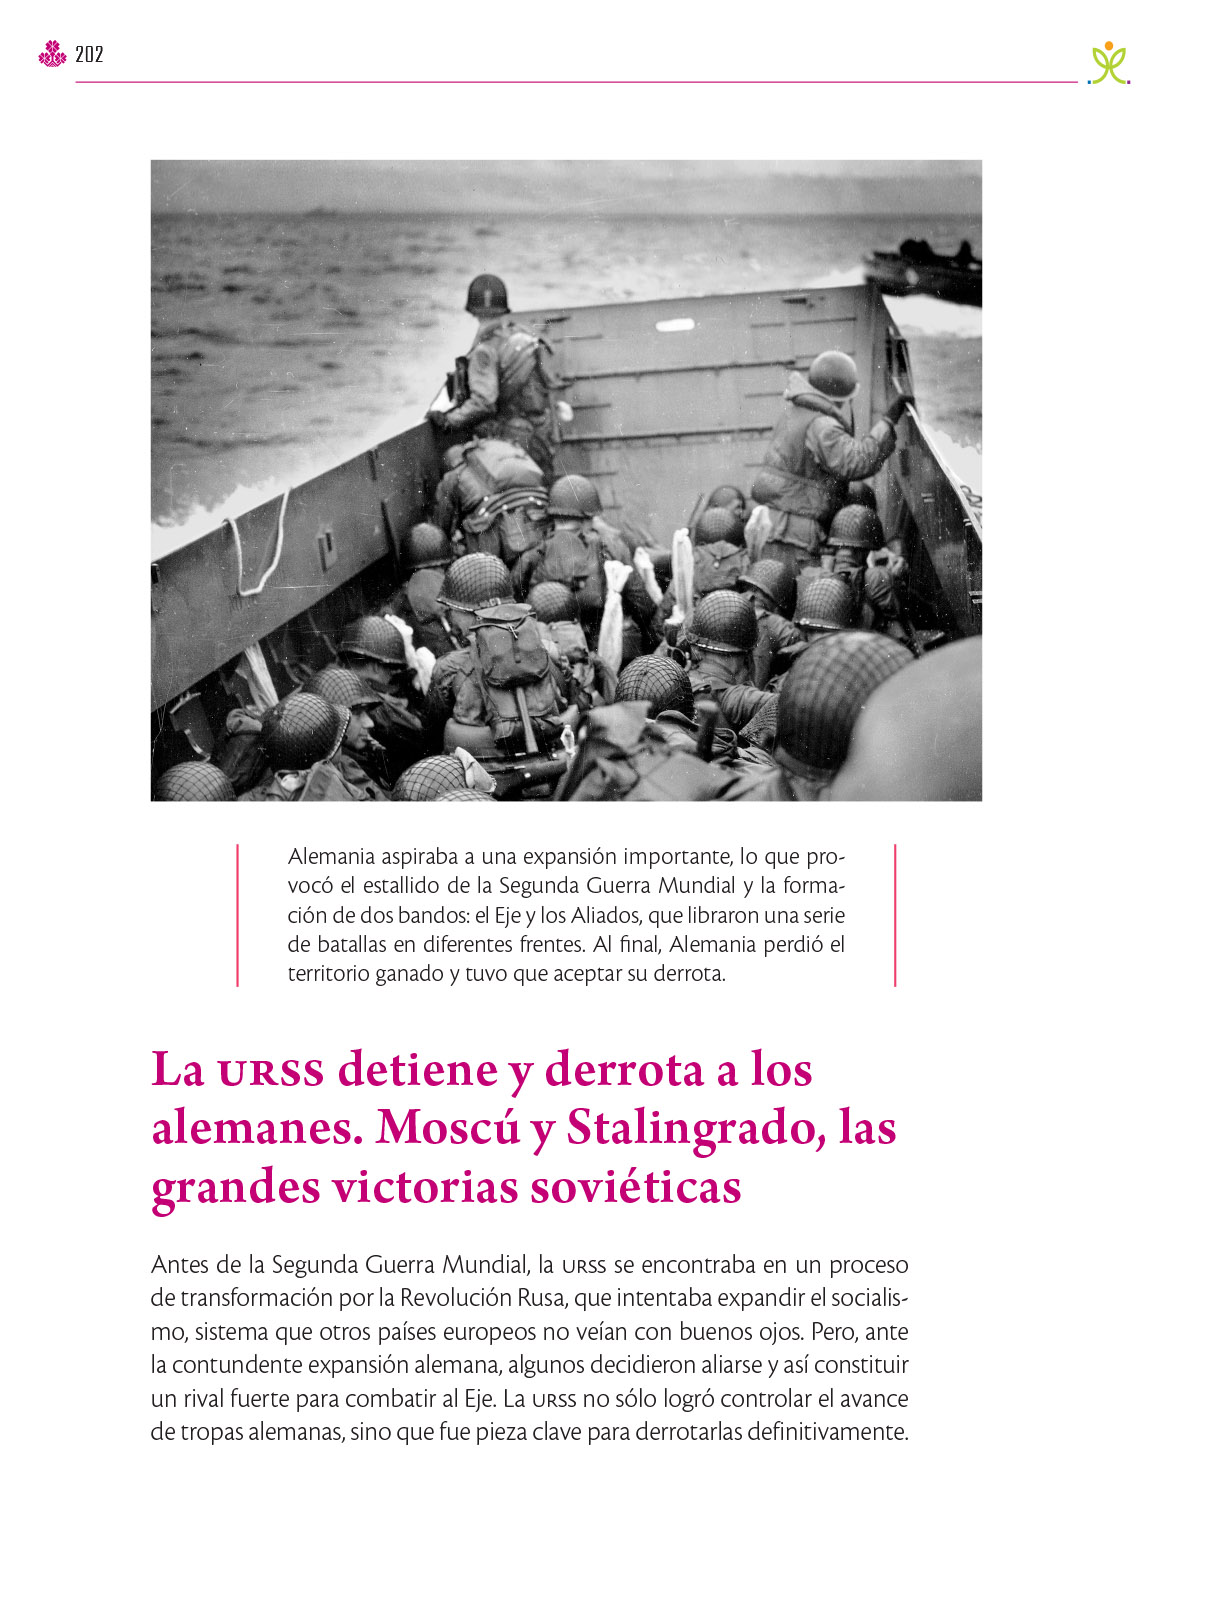 202
Alemania aspiraba a una expansión importante, lo que pro-
vocó el estallido de la Segunda Guerra Mundial y la forma-
ción de dos bandos: el Eje y los Aliados, que libraron una serie
de batallas en diferentes frentes. Al final, Alemania perdió el
territorio ganado y tuvo que aceptar su derrota.
La URSS detiene y derrota a los
alemanes. Moscú y Stalingrado, las
grandes victorias soviéticas
Antes de la Segunda Guerra Mundial, la URSS se encontraba en un proceso
de transformación por la Revolución Rusa, que intentaba expandir el socialis-
mo, sistema que otros países europeos no veían con buenos ojos. Pero, ante
la contundente expansión alemana, algunos decidieron aliarse y así constituir
un rival fuerte para combatir al Eje. La URSS no sólo logró controlar el avance
de tropas alemanas, sino que fue pieza clave para derrotarlas definitivamente.